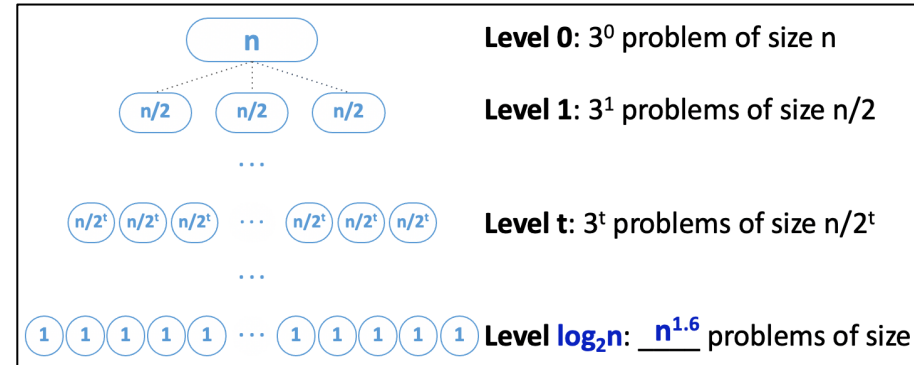 n
Level 0: 3⁰ problem of size n
n/2 n/2 n/2
Level 1: 3¹ problems of size n/2
...
n/2ᵗ n/2ᵗ n/2ᵗ ... n/2ᵗ n/2ᵗ n/2ᵗ
Level t: 3ᵗ problems of size n/2ᵗ
...
1 1 1 1 1 ... 1 1 1 1 1
Level log₂n: n¹·⁶ problems of size